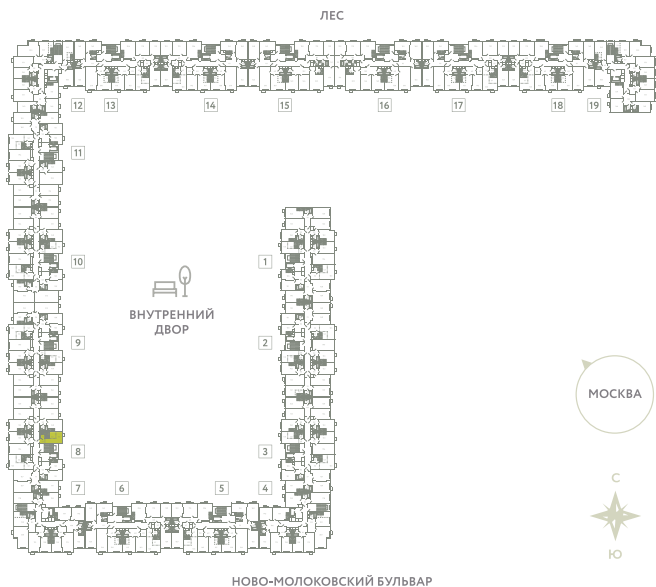 ЛЕС
12 13 14 15 16 17 18 19
11
10 1
ВНУТРЕННИЙ
ДВОР
9 2
МОСКВА
8 3
7 6 5 4
С
Ю
НОВО-МОЛОКОВСКИЙ БУЛЬВАР